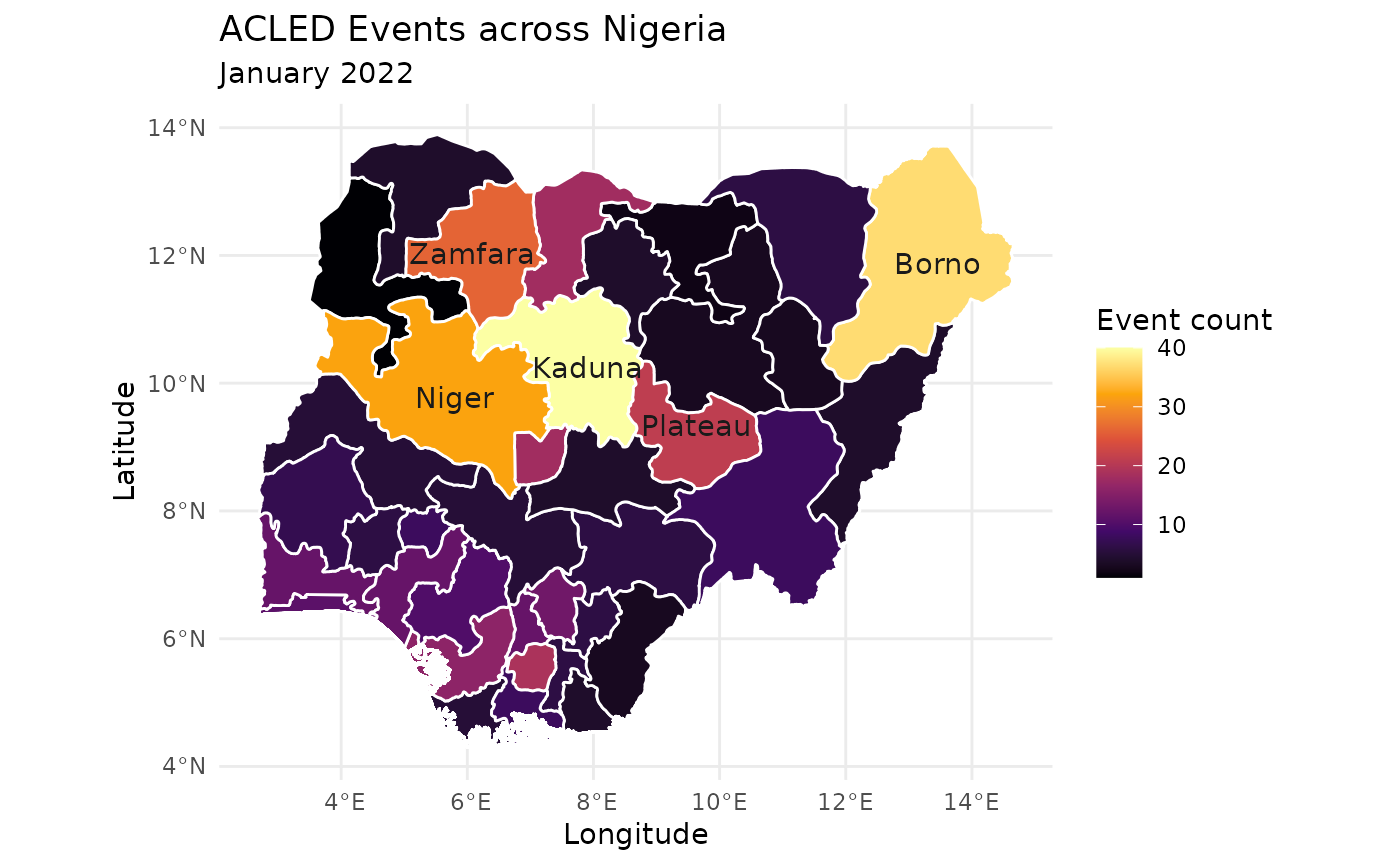 ACLED Events across Nigeria
January 2022
14°N
12°N
10°N
8°N
6°N
4°N
Latitude
Zamfara
Borno
Kaduna
Niger
Plateau
4°E
6°E
8°E
10°E
12°E
14°E
Longitude
Event count
40
30
20
10